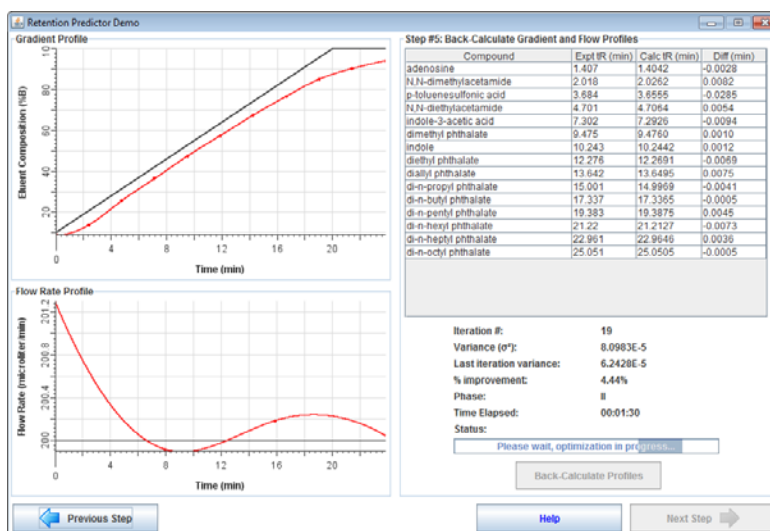 Retention Predictor Demo
Gradient Profile
Eluent Composition (%B)
100
80
60
40
20
0 4 8 12 16 20
Time (min)
Flow Rate Profile
Flow Rate (microliter/min)
201.2
200.8
200.4
200
0 4 8 12 16 20
Time (min)
Step #5: Back-Calculate Gradient and Flow Profiles
Compound Expt tR (min) Calc tR (min) Diff (min)
adenosine 1.407 1.4042 -0.0028
N,N-dimethylacetamide 2.018 2.0262 0.0082
p-toluenesulfonic acid 3.684 3.6555 -0.0285
N,N-diethylacetamide 4.701 4.7064 0.0054
indole-3-acetic acid 7.302 7.2926 -0.0094
dimethyl phthalate 9.475 9.4760 0.0010
indole 10.243 10.2442 0.0012
diethyl phthalate 12.276 12.2691 -0.0069
diallyl phthalate 13.642 13.6495 0.0075
di-n-propyl phthalate 15.001 14.9969 -0.0041
di-n-butyl phthalate 17.337 17.3365 -0.0005
di-n-pentyl phthalate 19.383 19.3875 0.0045
di-n-hexyl phthalate 21.22 21.2127 -0.0073
di-n-heptyl phthalate 22.961 22.9646 0.0036
di-n-octyl phthalate 25.051 25.0505 -0.0005
Iteration #: 19
Variance (σ²): 8.0983E-5
Last iteration variance: 6.2428E-5
% improvement: 4.44%
Phase: II
Time Elapsed: 00:01:30
Status:
Please wait, optimization in progress...
Back-Calculate Profiles
Previous Step
Help
Next Step